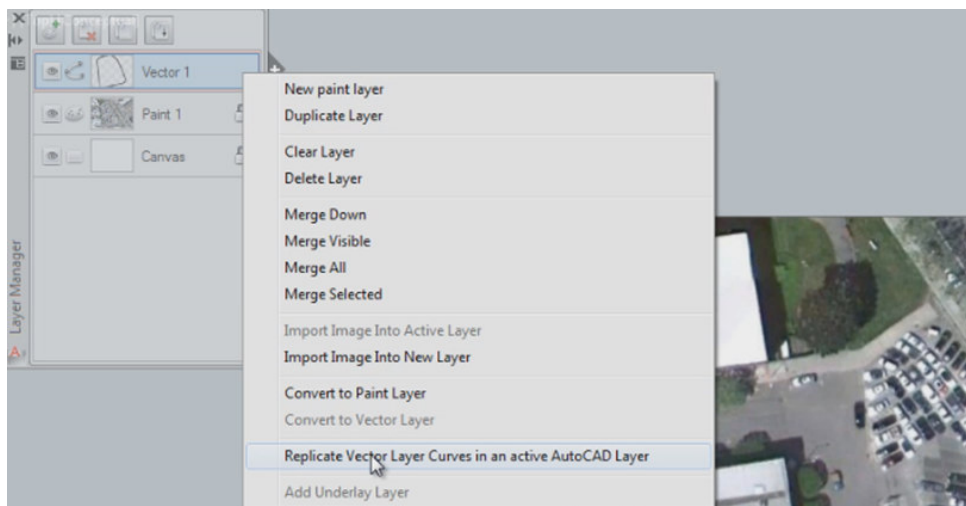 Vector 1
Paint 1
Canvas
Layer Manager
New paint layer
Duplicate Layer
Clear Layer
Delete Layer
Merge Down
Merge Visible
Merge All
Merge Selected
Import Image Into Active Layer
Import Image Into New Layer
Convert to Paint Layer
Convert to Vector Layer
Replicate Vector Layer Curves in an active AutoCAD Layer
Add Underlay Layer